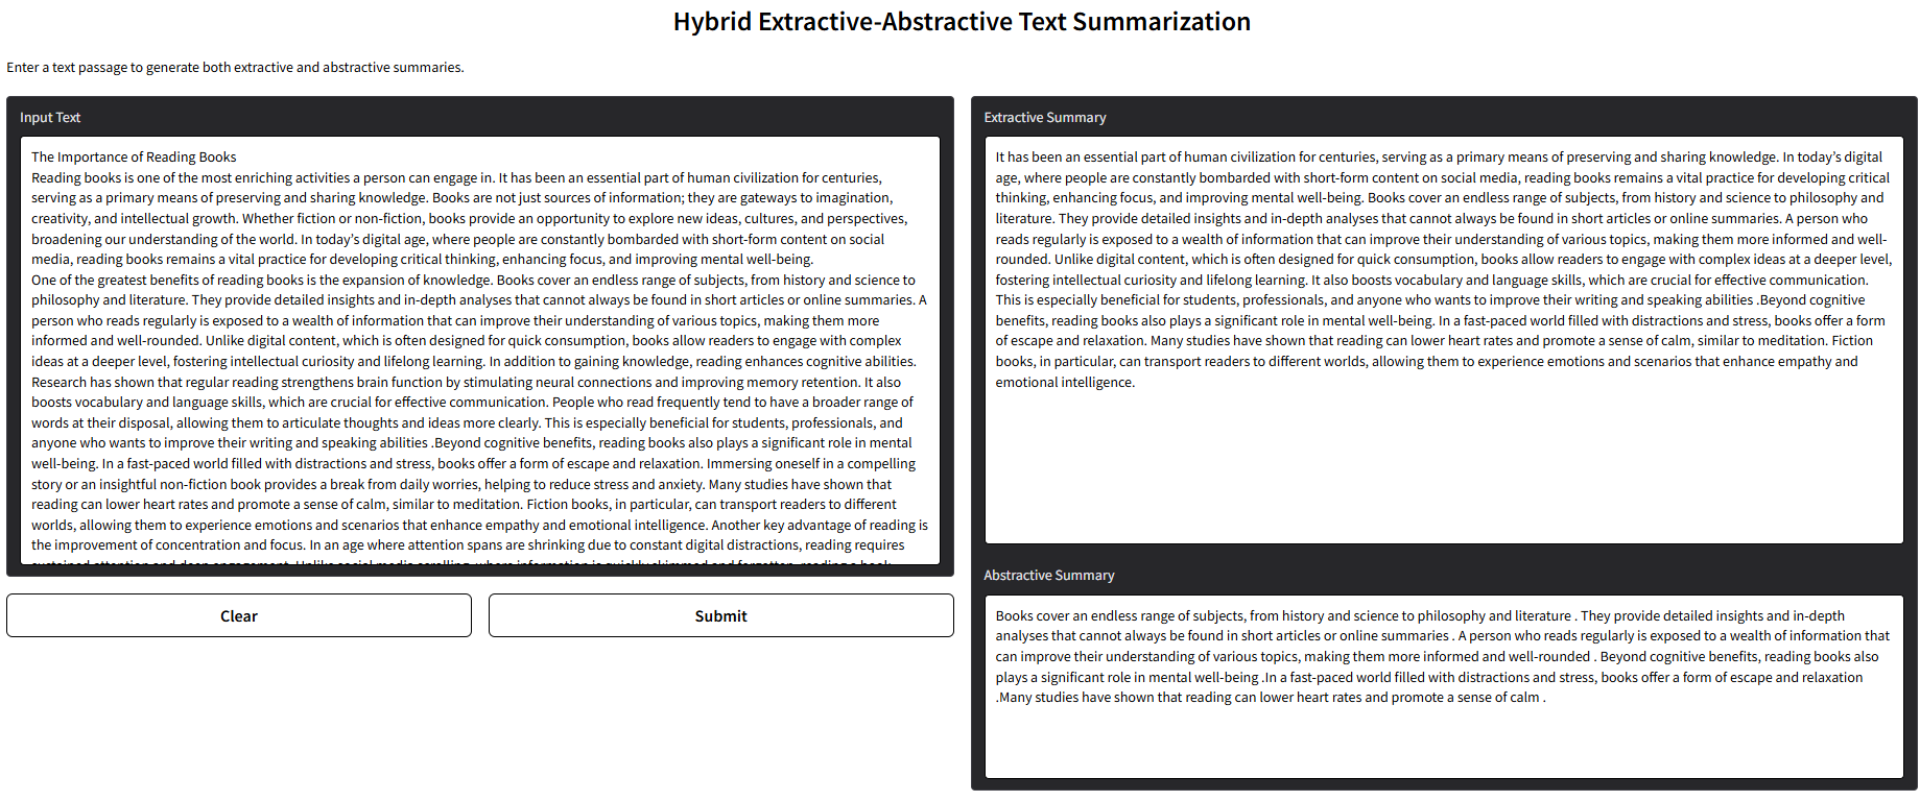 Hybrid Extractive-Abstractive Text Summarization
Enter a text passage to generate both extractive and abstractive summaries.
Input Text
The Importance of Reading Books
Reading books is one of the most enriching activities a person can engage in. It has been an essential part of human civilization for centuries,
serving as a primary means of preserving and sharing knowledge. Books are not just sources of information; they are gateways to imagination,
creativity, and intellectual growth. Whether fiction or non-fiction, books provide an opportunity to explore new ideas, cultures, and perspectives,
broadening our understanding of the world. In today’s digital age, where people are constantly bombarded with short-form content on social
media, reading books remains a vital practice for developing critical thinking, enhancing focus, and improving mental well-being.
One of the greatest benefits of reading books is the expansion of knowledge. Books cover an endless range of subjects, from history and science to
philosophy and literature. They provide detailed insights and in-depth analyses that cannot always be found in short articles or online summaries. A
person who reads regularly is exposed to a wealth of information that can improve their understanding of various topics, making them more
informed and well-rounded. Unlike digital content, which is often designed for quick consumption, books allow readers to engage with complex
ideas at a deeper level, fostering intellectual curiosity and lifelong learning. In addition to gaining knowledge, reading enhances cognitive abilities.
Research has shown that regular reading strengthens brain function by stimulating neural connections and improving memory retention. It also
boosts vocabulary and language skills, which are crucial for effective communication. People who read frequently tend to have a broader range of
words at their disposal, allowing them to articulate thoughts and ideas more clearly. This is especially beneficial for students, professionals, and
anyone who wants to improve their writing and speaking abilities .Beyond cognitive benefits, reading books also plays a significant role in mental
well-being. In a fast-paced world filled with distractions and stress, books offer a form of escape and relaxation. Immersing oneself in a compelling
story or an insightful non-fiction book provides a break from daily worries, helping to reduce stress and anxiety. Many studies have shown that
reading can lower heart rates and promote a sense of calm, similar to meditation. Fiction books, in particular, can transport readers to different
worlds, allowing them to experience emotions and scenarios that enhance empathy and emotional intelligence. Another key advantage of reading is
the improvement of concentration and focus. In an age where attention spans are shrinking due to constant digital distractions, reading requires
sustained attention and deep engagement. Unlike social media scrolling, where information is quickly skimmed and forgotten, reading a book
Clear
Submit
Extractive Summary
It has been an essential part of human civilization for centuries, serving as a primary means of preserving and sharing knowledge. In today’s digital
age, where people are constantly bombarded with short-form content on social media, reading books remains a vital practice for developing critical
thinking, enhancing focus, and improving mental well-being. Books cover an endless range of subjects, from history and science to philosophy and
literature. They provide detailed insights and in-depth analyses that cannot always be found in short articles or online summaries. A person who
reads regularly is exposed to a wealth of information that can improve their understanding of various topics, making them more informed and well-
rounded. Unlike digital content, which is often designed for quick consumption, books allow readers to engage with complex ideas at a deeper level,
fostering intellectual curiosity and lifelong learning. It also boosts vocabulary and language skills, which are crucial for effective communication.
This is especially beneficial for students, professionals, and anyone who wants to improve their writing and speaking abilities .Beyond cognitive
benefits, reading books also plays a significant role in mental well-being. In a fast-paced world filled with distractions and stress, books offer a form
of escape and relaxation. Many studies have shown that reading can lower heart rates and promote a sense of calm, similar to meditation. Fiction
books, in particular, can transport readers to different worlds, allowing them to experience emotions and scenarios that enhance empathy and
emotional intelligence.
Abstractive Summary
Books cover an endless range of subjects, from history and science to philosophy and literature . They provide detailed insights and in-depth
analyses that cannot always be found in short articles or online summaries . A person who reads regularly is exposed to a wealth of information that
can improve their understanding of various topics, making them more informed and well-rounded . Beyond cognitive benefits, reading books also
plays a significant role in mental well-being .In a fast-paced world filled with distractions and stress, books offer a form of escape and relaxation
.Many studies have shown that reading can lower heart rates and promote a sense of calm .